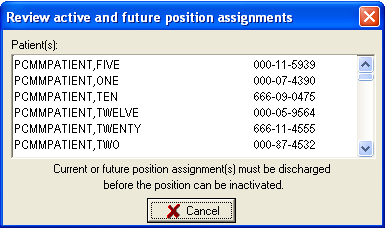 Review active and future position assignments
Patient(s):
PCMMPATIENT,FIVE 000-11-5939
PCMMPATIENT,ONE 000-07-4390
PCMMPATIENT,TEN 666-09-0475
PCMMPATIENT,TWELVE 000-05-9564
PCMMPATIENT,TWENTY 666-11-4555
PCMMPATIENT,TWO 000-87-4532
Current or future position assignment(s) must be discharged
before the position can be inactivated.
Cancel